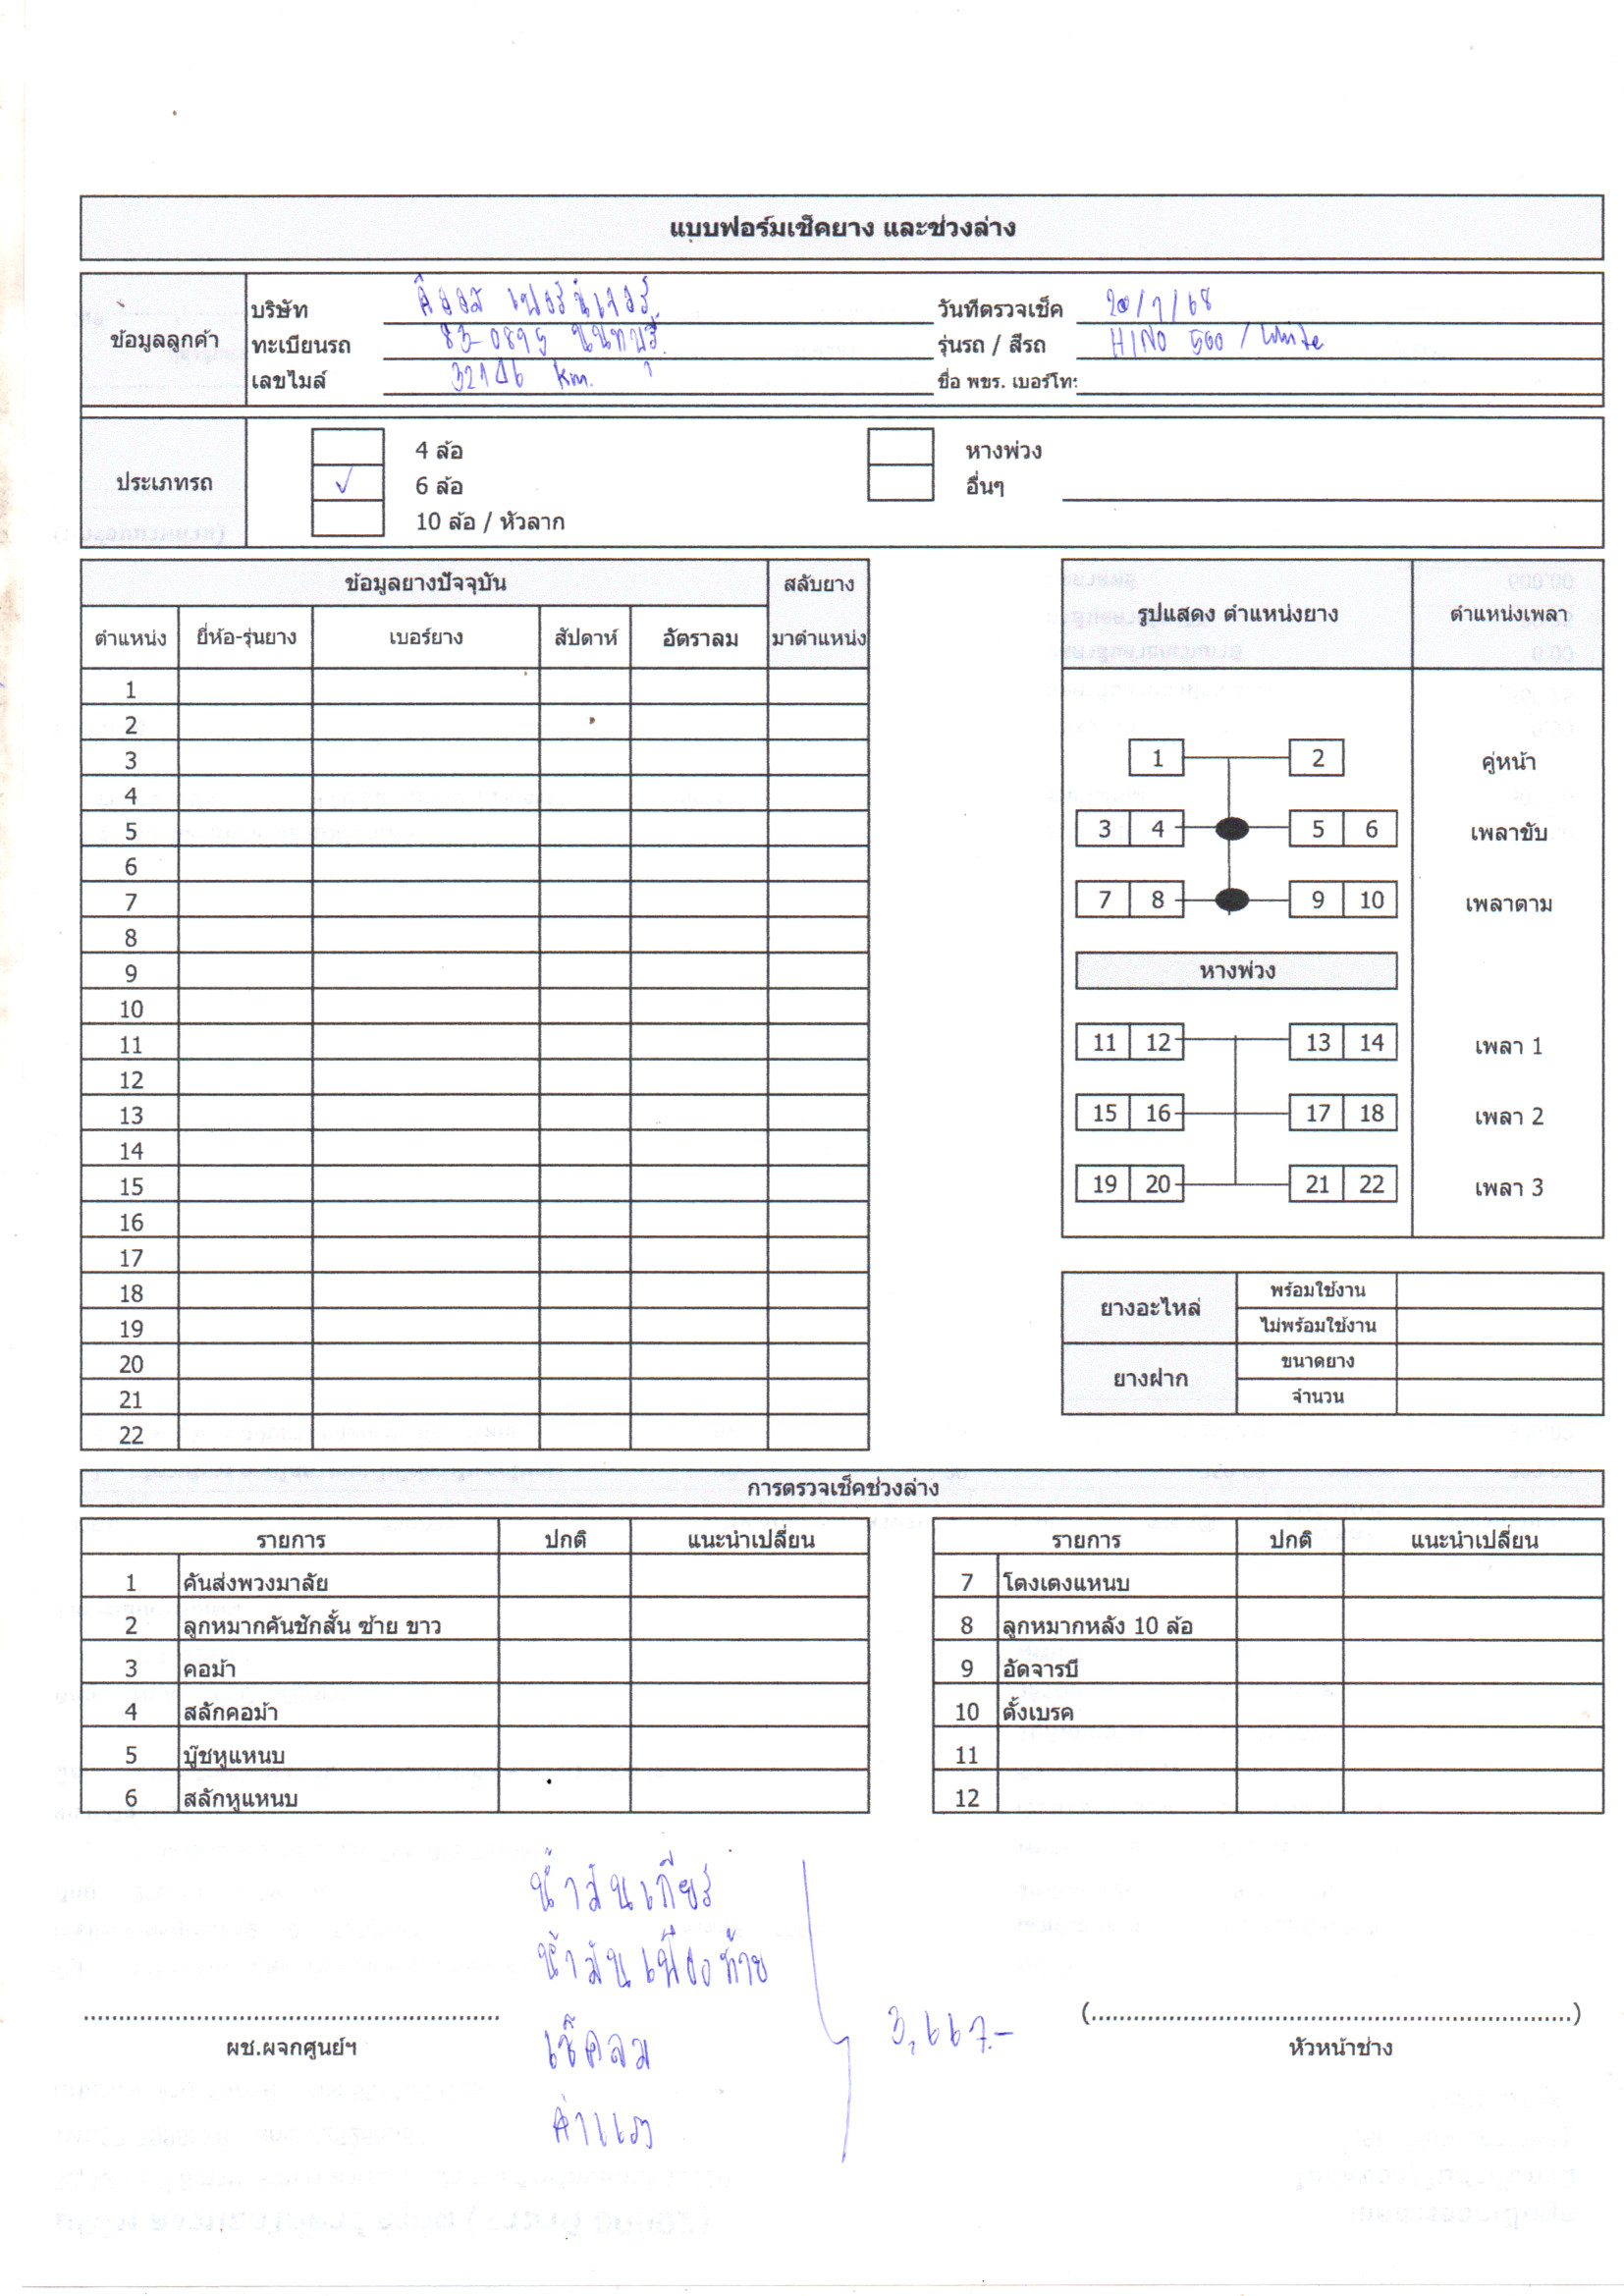 แบบฟอร์มเช็คยาง และช่วงล่าง
ข้อมูลลูกค้า
บริษัท เฟอร์นิเจอร์ วันทีตรวจเช็ค
ทะเบียนรถ 83-0895 นนทบุรี รุ่นรถ / สีรถ HINO 500 / White
เลขไมล์ Km. ชื่อ พขร. เบอร์โทร
ประเภทรถ
4 ล้อ หางพ่วง
✓ 6 ล้อ อื่นๆ
10 ล้อ / หัวลาก
ข้อมูลยางปัจจุบัน สลับยาง
ตำแหน่ง ยี่ห้อ-รุ่นยาง เบอร์ยาง สัปดาห์ อัตราลม มาตำแหน่ง
1
2
3
4
5
6
7
8
9
10
11
12
13
14
15
16
17
18
19
20
21
22
รูปแสดง ตำแหน่งยาง ตำแหน่งเพลา
1 2 คู่หน้า
3 4 5 6 เพลาขับ
7 8 9 10 เพลาตาม
หางพ่วง
11 12 13 14 เพลา 1
15 16 17 18 เพลา 2
19 20 21 22 เพลา 3
ยางอะไหล่ พร้อมใช้งาน
ไม่พร้อมใช้งาน
ยางฝาก ขนาดยาง
จำนวน
การตรวจเช็คช่วงล่าง
รายการ ปกติ แนะนำเปลี่ยน รายการ ปกติ แนะนำเปลี่ยน
1 คันส่งพวงมาลัย 7 โตงเตงแหนบ
2 ลูกหมากคันชักสั้น ซ้าย ขาว 8 ลูกหมากหลัง 10 ล้อ
3 คอม้า 9 อัดจารบี
4 สลักคอม้า 10 ตั้งเบรค
5 บุ๊ชหูแหนบ 11
6 สลักหูแหนบ 12
น้ำมันเกียร์
น้ำมันเฟืองท้าย
เช็คลม 3,667.-
ค่าแรง
ผช.ผจกศูนย์ฯ
(..........)
หัวหน้าช่าง